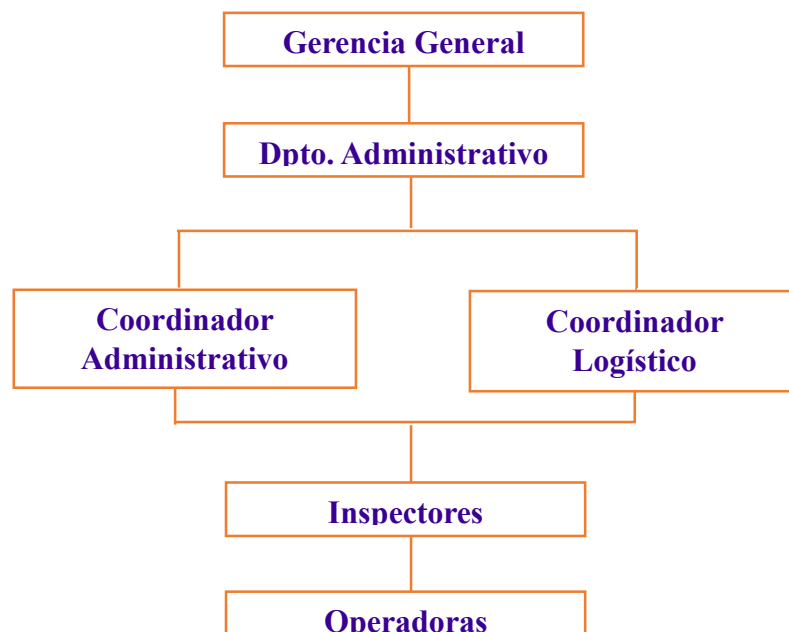 Gerencia General
Dpto. Administrativo
Coordinador
Administrativo
Coordinador
Logístico
Inspectores
Operadoras